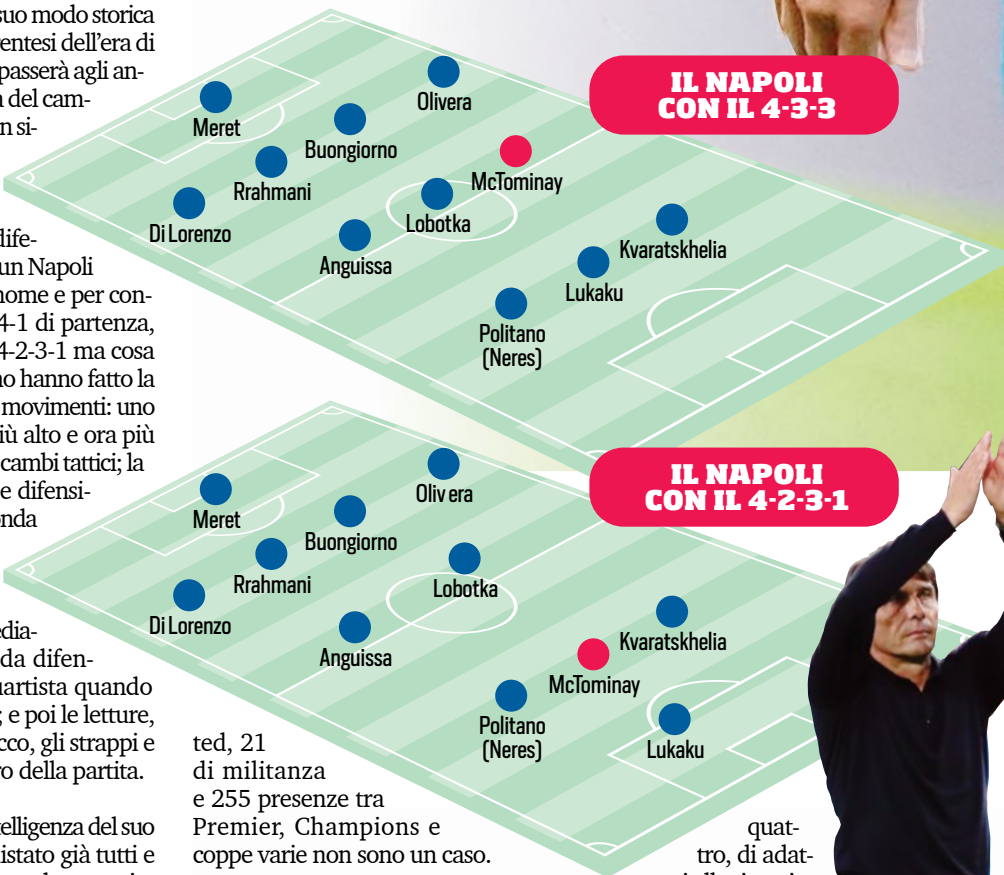 suo modo storica
entesi dell'era di
passerà agli an-
del cam-
n si-
dife-
un Napoli
nome e per con-
4-1 di partenza,
4-2-3-1 ma cosa
no hanno fatto la
movimenti: uno
iù alto e ora più
cambi tattici; la
e difensi-
onda
edia-
da difen-
uartista quando
; e poi le letture,
cco, gli strappi e
o della partita.
telligenza del suo
istato già tutti e
IL NAPOLI
CON IL 4-3-3
Meret
Olivera
Buongiorno
Rrahmani
McTominay
Di Lorenzo
Lobotka
Anguissa
Kvaratskhelia
Lukaku
Politano
(Neres)
IL NAPOLI
CON IL 4-2-3-1
Meret
Oliv era
Buongiorno
Rrahmani
Lobotka
Di Lorenzo
Anguissa
Kvaratskhelia
McTominay
Politano
(Neres)
Lukaku
ted, 21
di militanza
e 255 presenze tra
Premier, Champions e
coppe varie non sono un caso.
quat-
tro, di adat-